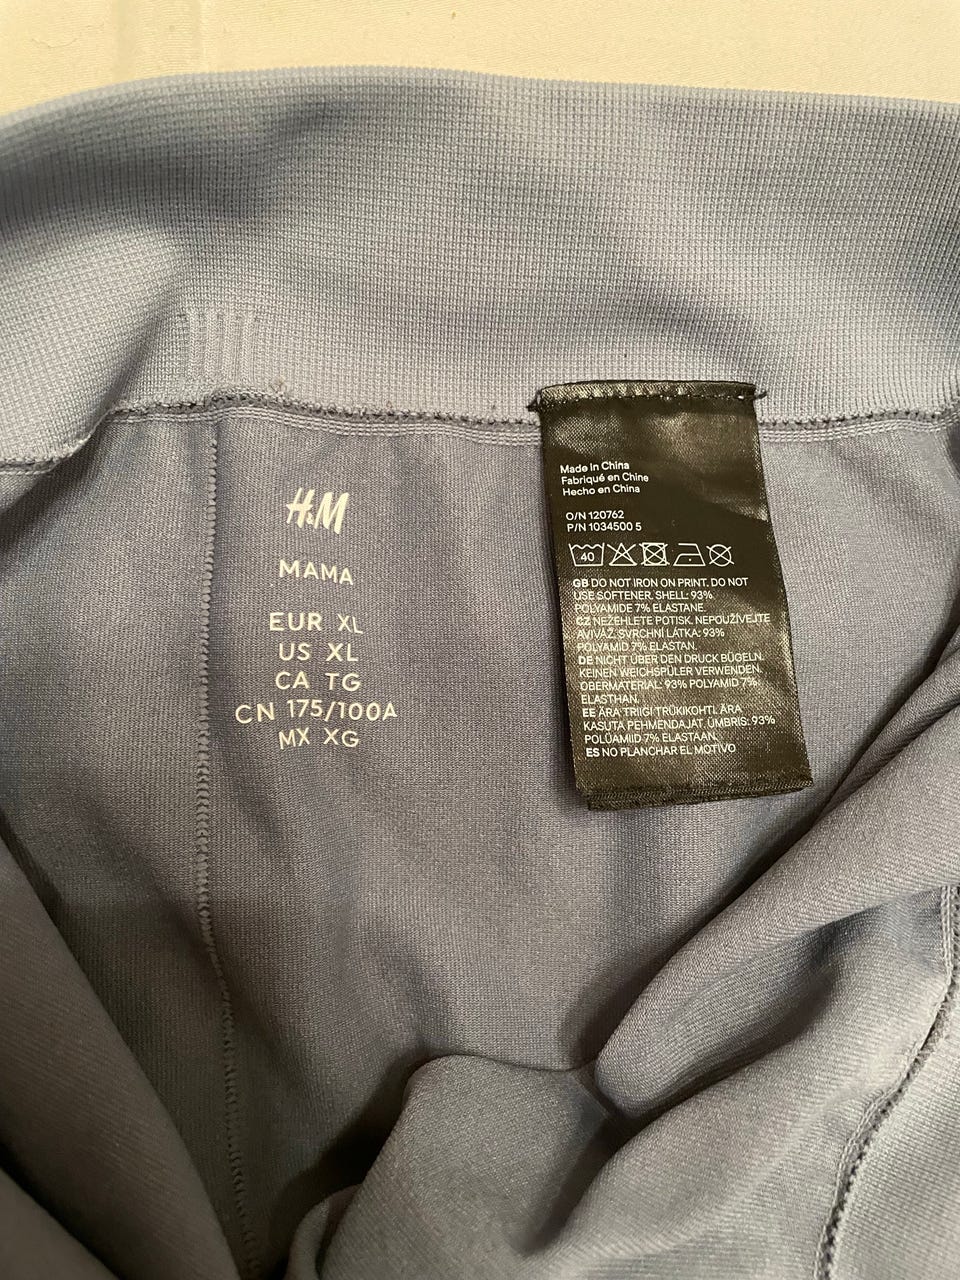 H&M
MAMA
EUR XL
US XL
CA TG
CN 175/100A
MX XG
Made in China
Fabriqué en Chine
Hecho en China
O/N 120762
P/N 1034500 5
40
GB DO NOT IRON ON PRINT. DO NOT
USE SOFTENER. SHELL: 93%
POLYAMIDE 7% ELASTANE.
CZ NEŽEHLETE POTISK. NEPOUŽÍVEJTE
AVIVÁŽ. SVRCHNÍ LÁTKA: 93%
POLYAMID 7% ELASTAN.
DE NICHT ÜBER DEN DRUCK BÜGELN.
KEINEN WEICHSPÜLER VERWENDEN.
OBERMATERIAL: 93% POLYAMID 7%
ELASTHAN.
EE ÄRA TRIIGI TRÜKIKOHTI. ÄRA
KASUTA PEHMENDAJAT. ÜMBRIS: 93%
POLÜAMIID 7% ELASTAAN.
ES NO PLANCHAR EL MOTIVO